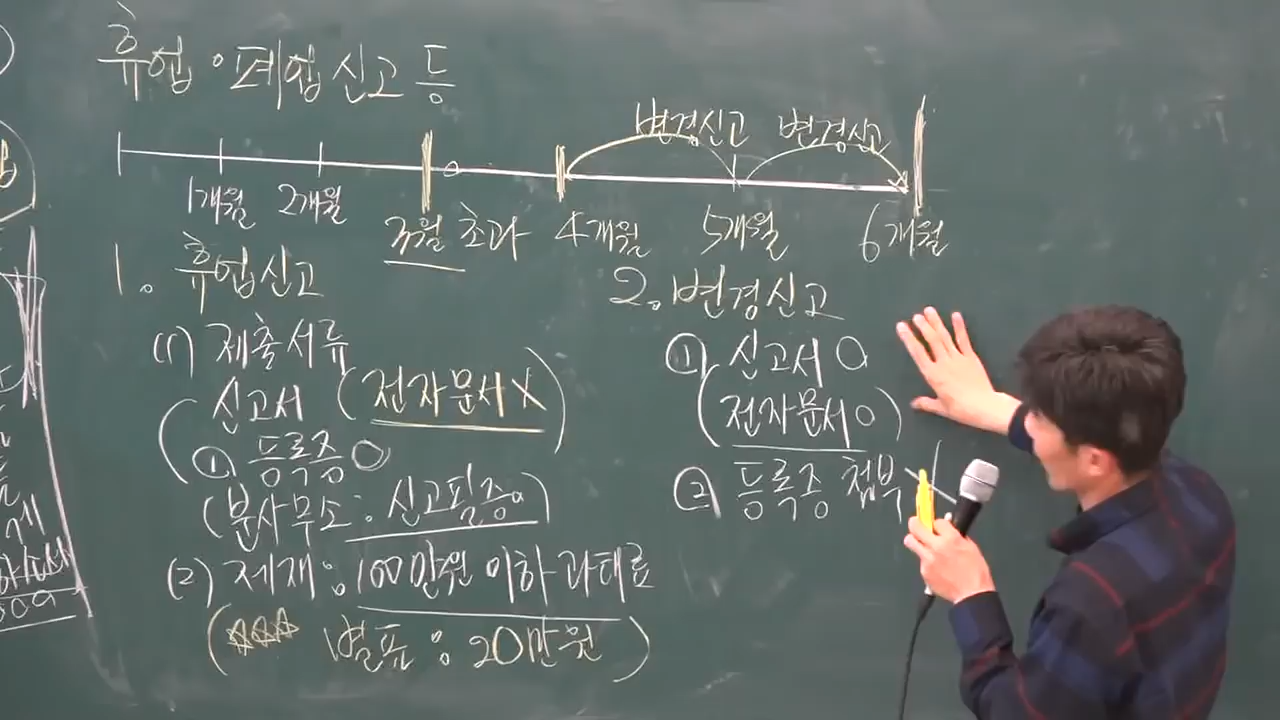 휴업·폐업신고 등
변경신고 변경신고
1개월 2개월 3월 초과 4개월 5개월 6개월
1. 휴업신고
(1) 제출서류
신고서 (전자문서 X)
(① 등록증 O
(분사무소 : 신고필증)
(2) 제재 : 100만원 이하 과태료
(☆☆☆ 별표 : 20만원)
2. 변경신고
① 신고서 O
(전자문서 O)
② 등록증 첨부